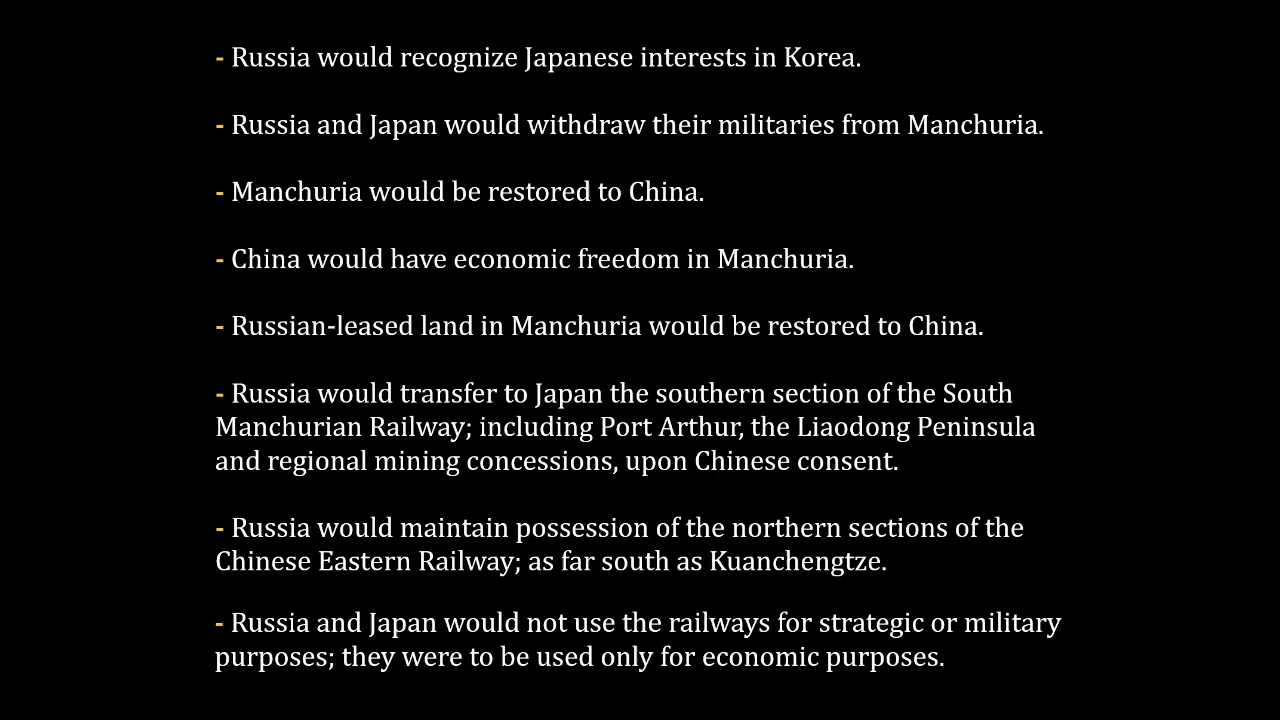 - Russia would recognize Japanese interests in Korea.
- Russia and Japan would withdraw their militaries from Manchuria.
- Manchuria would be restored to China.
- China would have economic freedom in Manchuria.
- Russian-leased land in Manchuria would be restored to China.
- Russia would transfer to Japan the southern section of the South
Manchurian Railway; including Port Arthur, the Liaodong Peninsula
and regional mining concessions, upon Chinese consent.
- Russia would maintain possession of the northern sections of the
Chinese Eastern Railway; as far south as Kuanchengtze.
- Russia and Japan would not use the railways for strategic or military
purposes; they were to be used only for economic purposes.